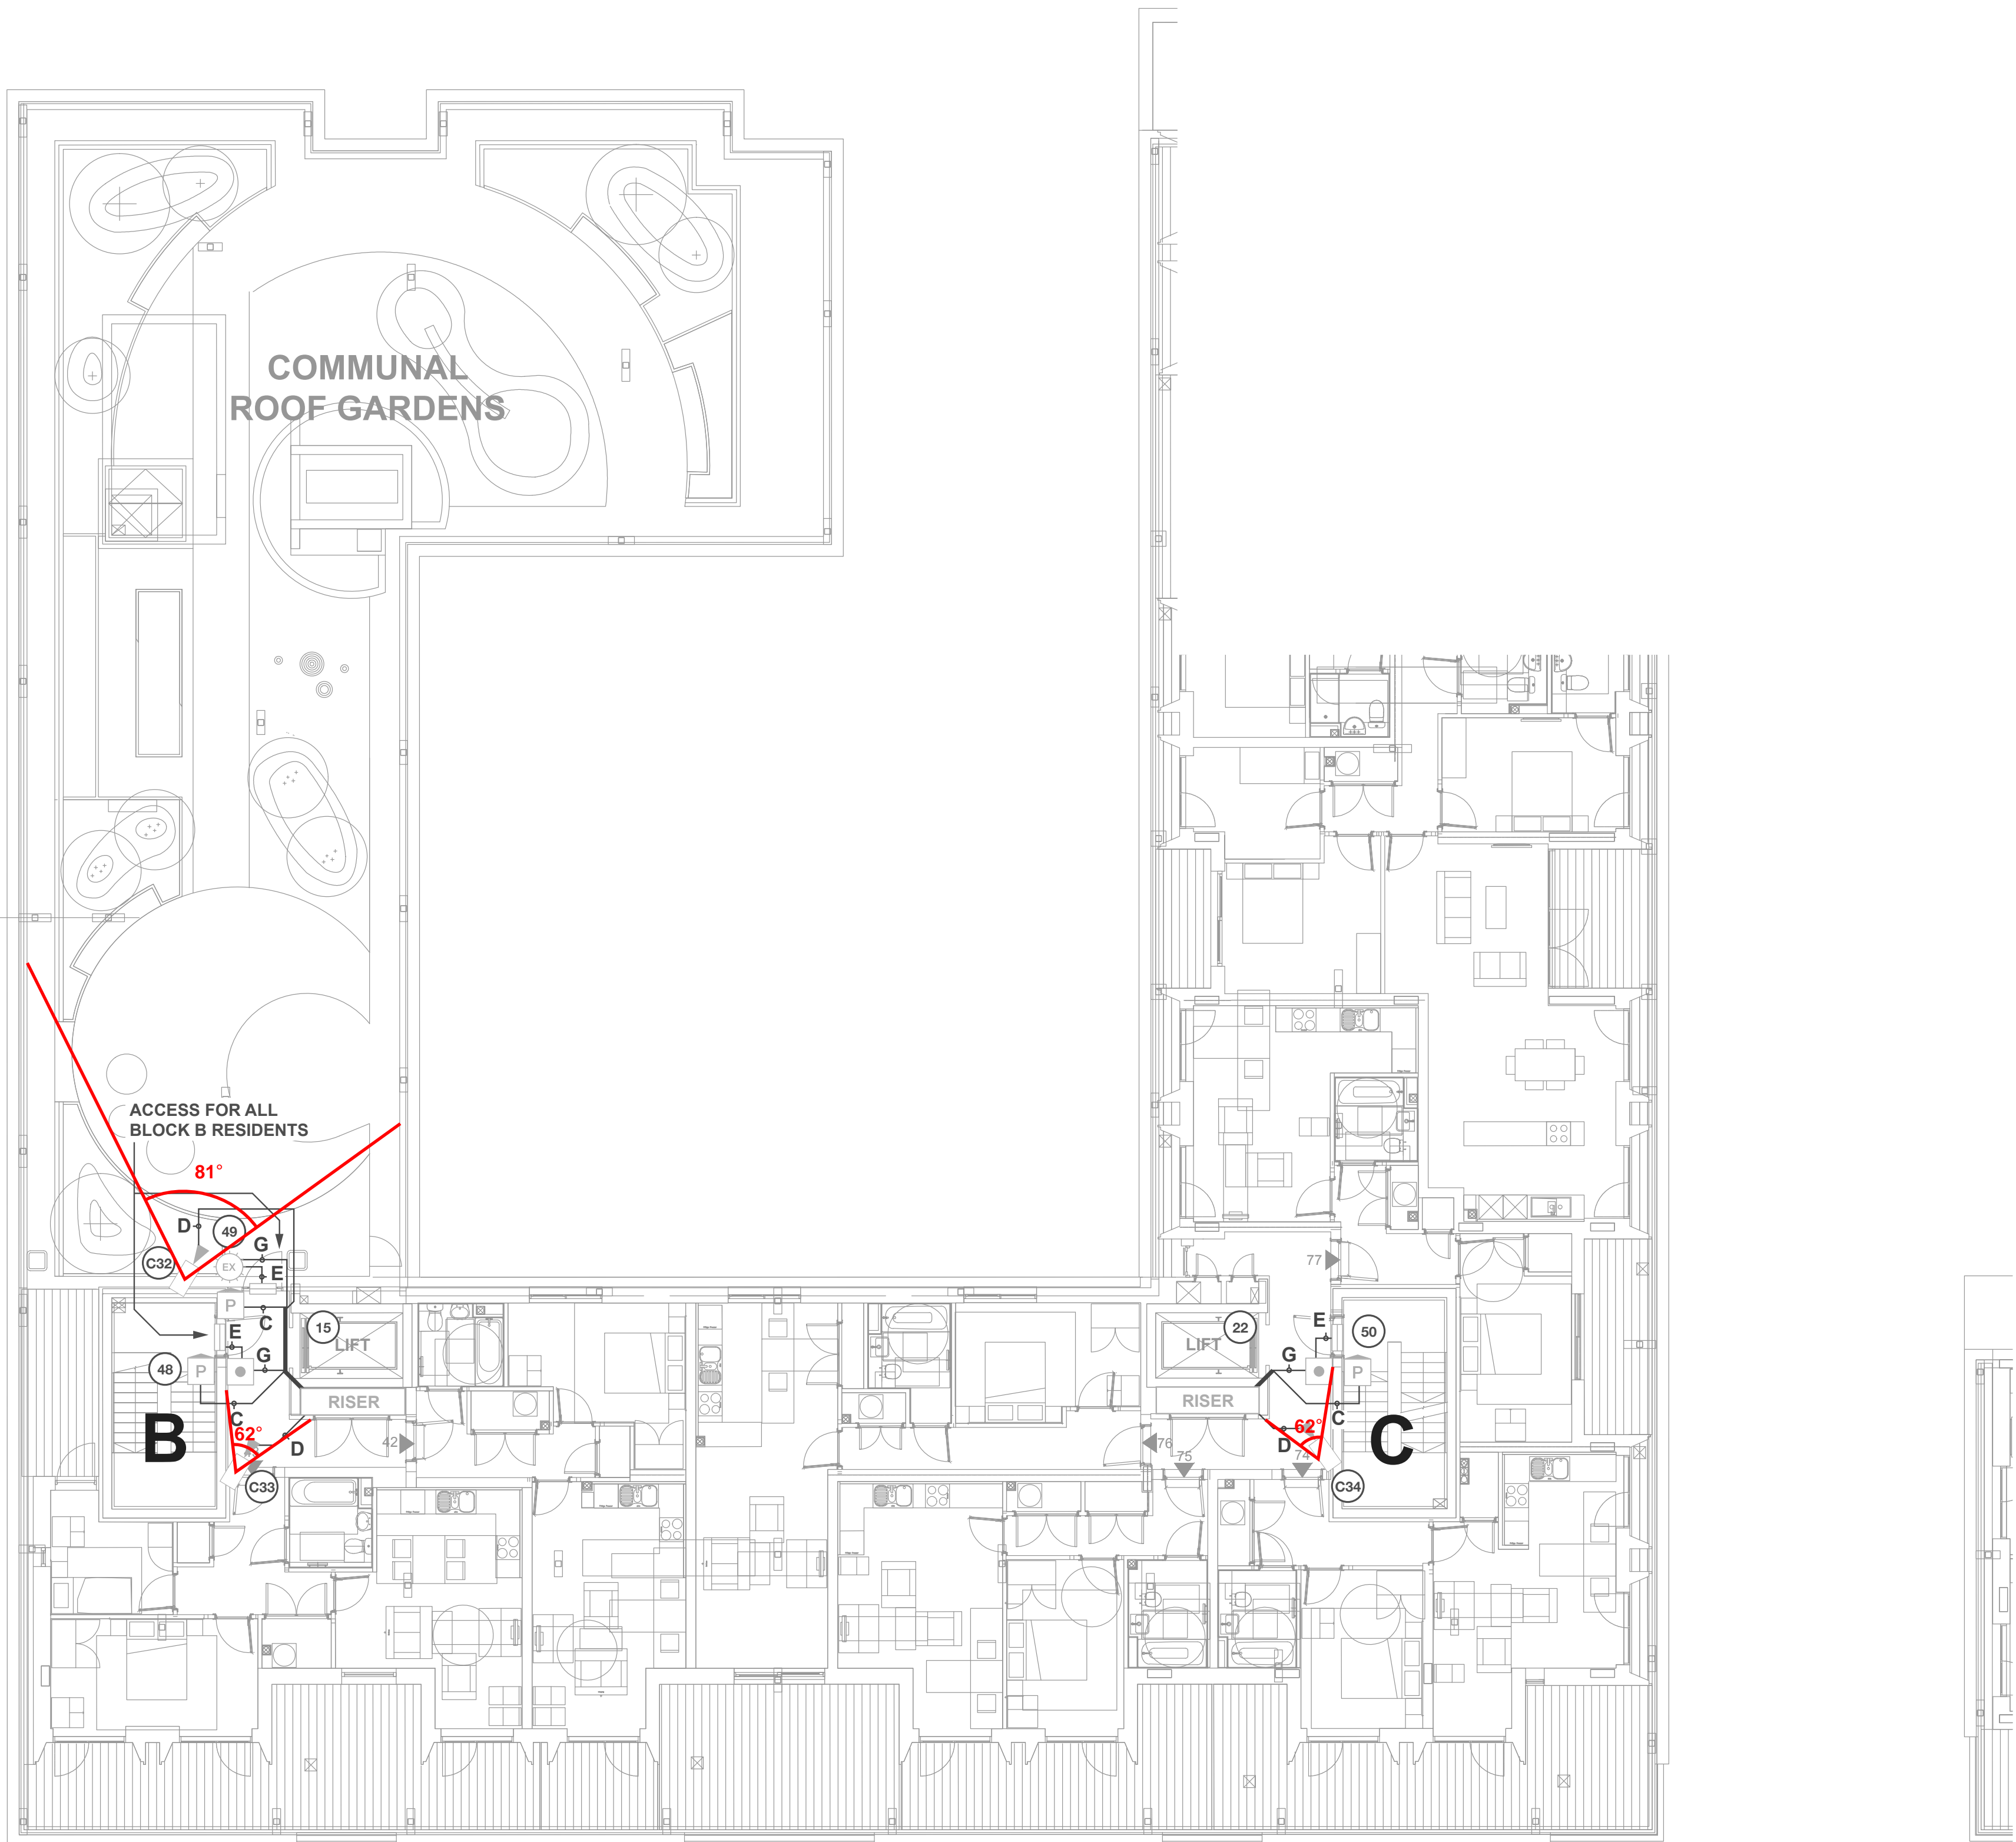 COMMUNAL
ROOF GARDENS
ACCESS FOR ALL
BLOCK B RESIDENTS
81°
D
49
G
C32
EX
E
P
C
15
LIFT
E
G
48
P
RISER
C
B
62°
D
42
C33
77
22
LIFT
E
50
G
P
RISER
C
62°
D
C
76
75
74
C34